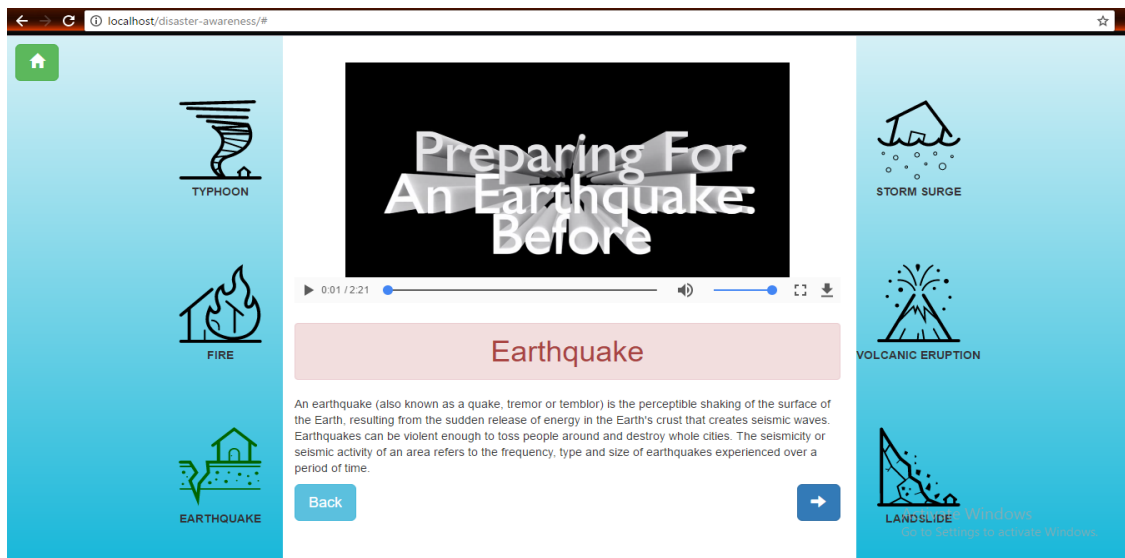 localhost/disaster-awareness/#
Preparing For
An Earthquake:
Before
TYPHOON
STORM SURGE
0:01 / 2:21
FIRE
VOLCANIC ERUPTION
Earthquake
An earthquake (also known as a quake, tremor or temblor) is the perceptible shaking of the surface of
the Earth, resulting from the sudden release of energy in the Earth's crust that creates seismic waves.
Earthquakes can be violent enough to toss people around and destroy whole cities. The seismicity or
seismic activity of an area refers to the frequency, type and size of earthquakes experienced over a
period of time.
Back
EARTHQUAKE
LANDSLIDE
Activate Windows
Go to Settings to activate Windows.